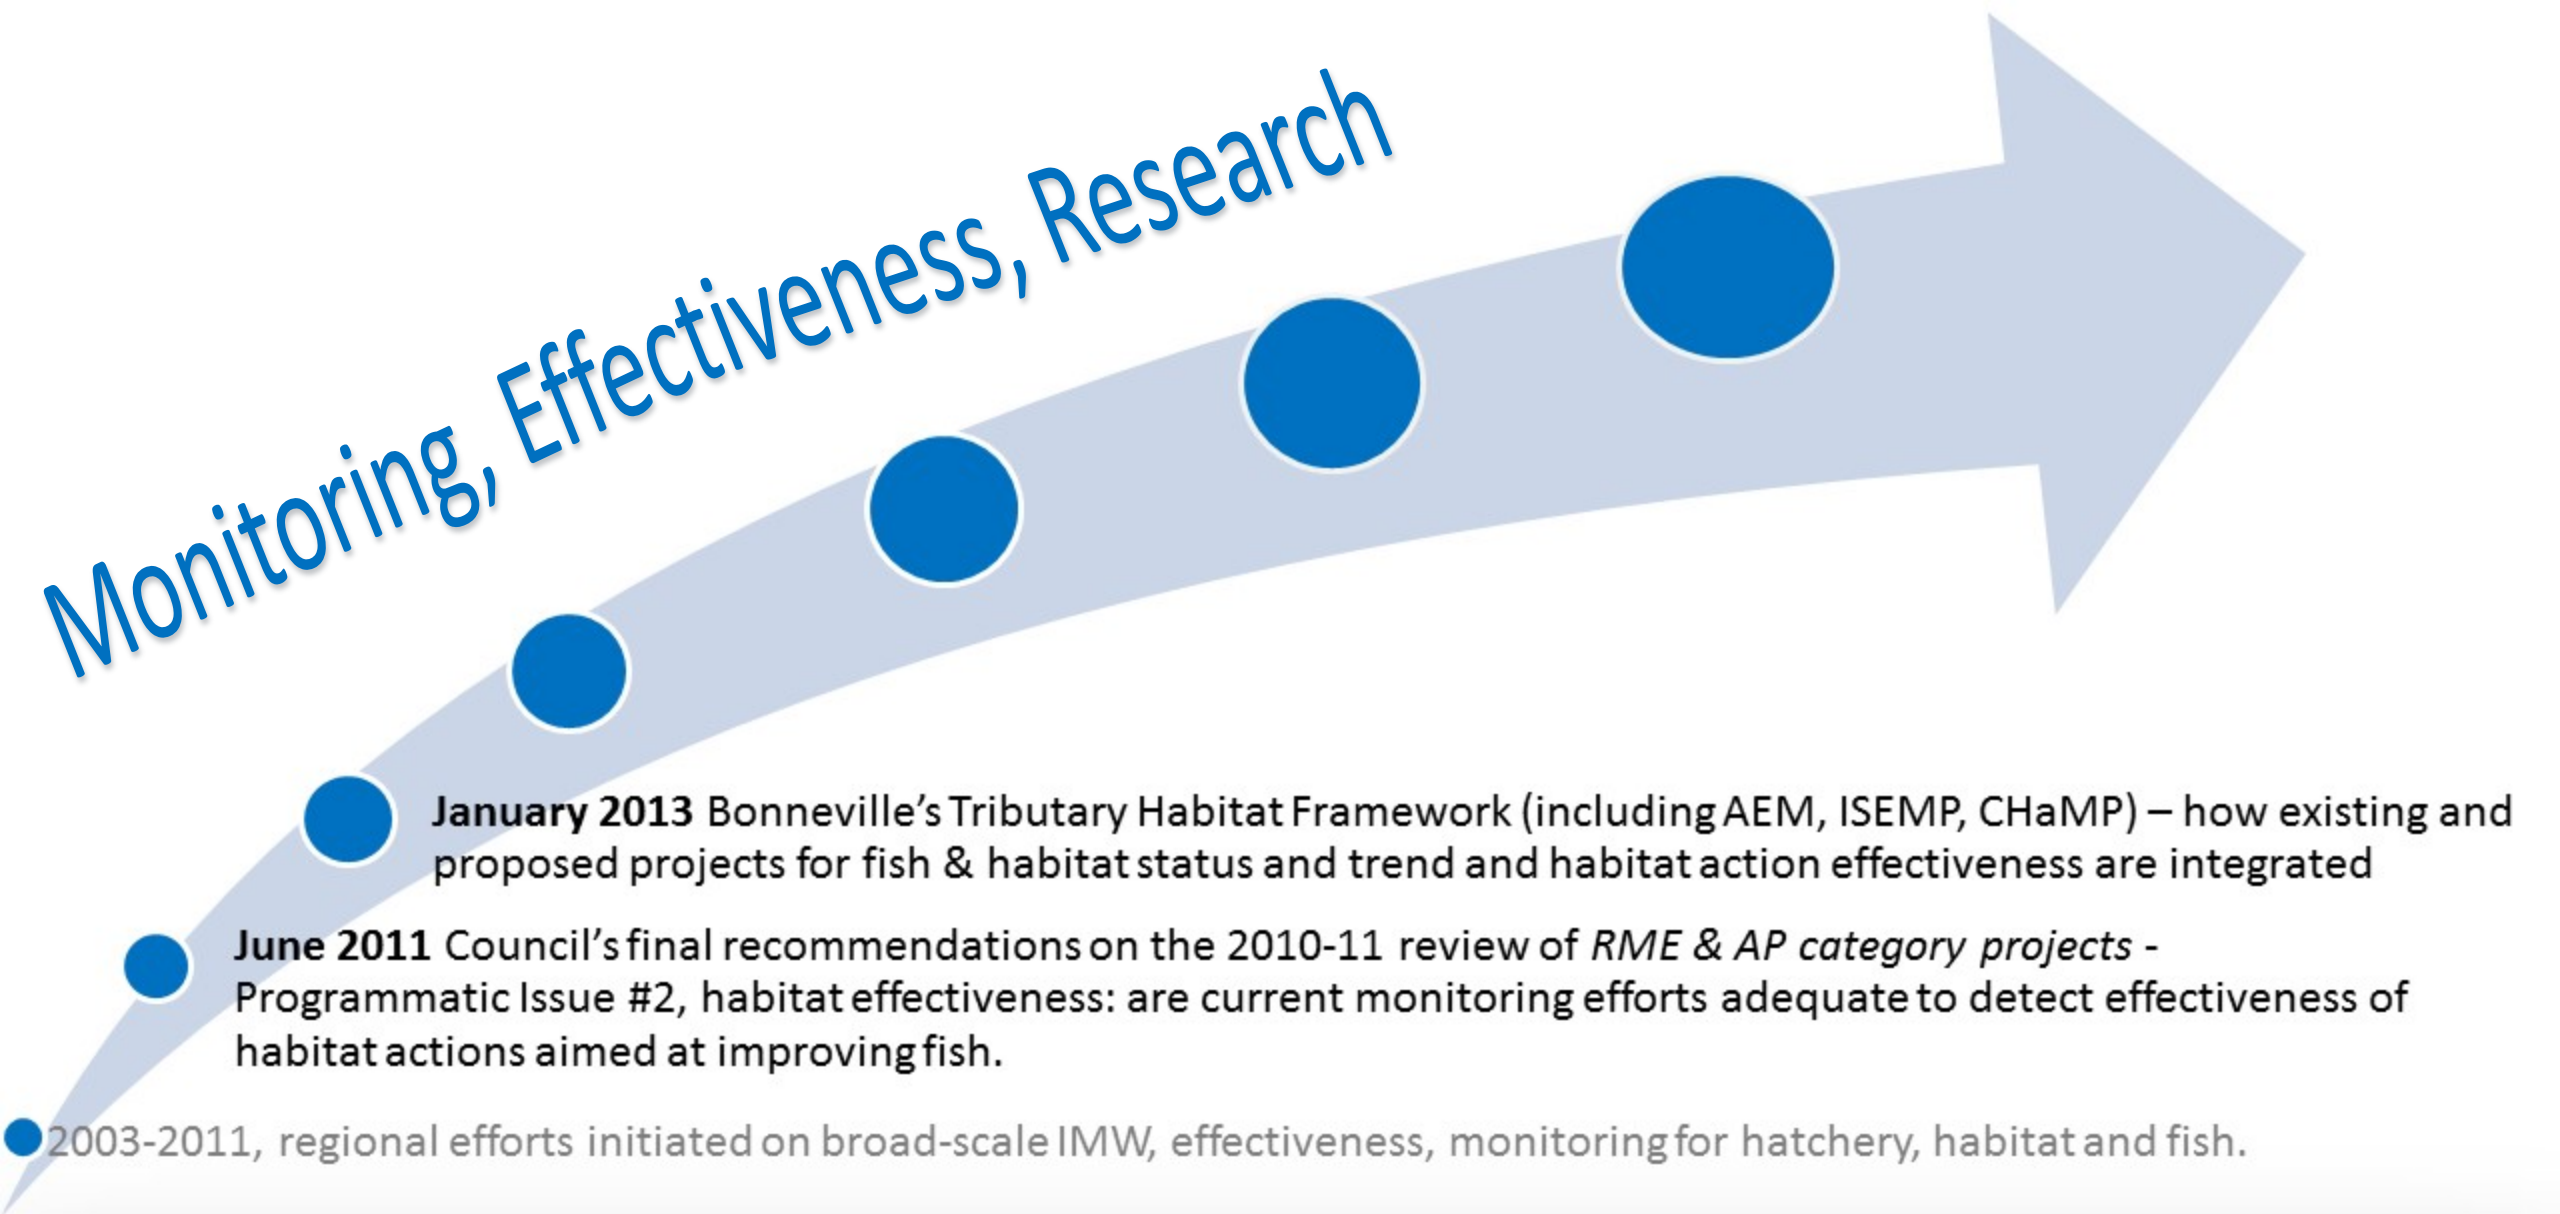 Monitoring, Effectiveness, Research
January 2013 Bonneville’s Tributary Habitat Framework (including AEM, ISEMP, CHaMP) – how existing and
proposed projects for fish & habitat status and trend and habitat action effectiveness are integrated
June 2011 Council’s final recommendations on the 2010-11 review of RME & AP category projects -
Programmatic Issue #2, habitat effectiveness: are current monitoring efforts adequate to detect effectiveness of
habitat actions aimed at improving fish.
2003-2011, regional efforts initiated on broad-scale IMW, effectiveness, monitoring for hatchery, habitat and fish.